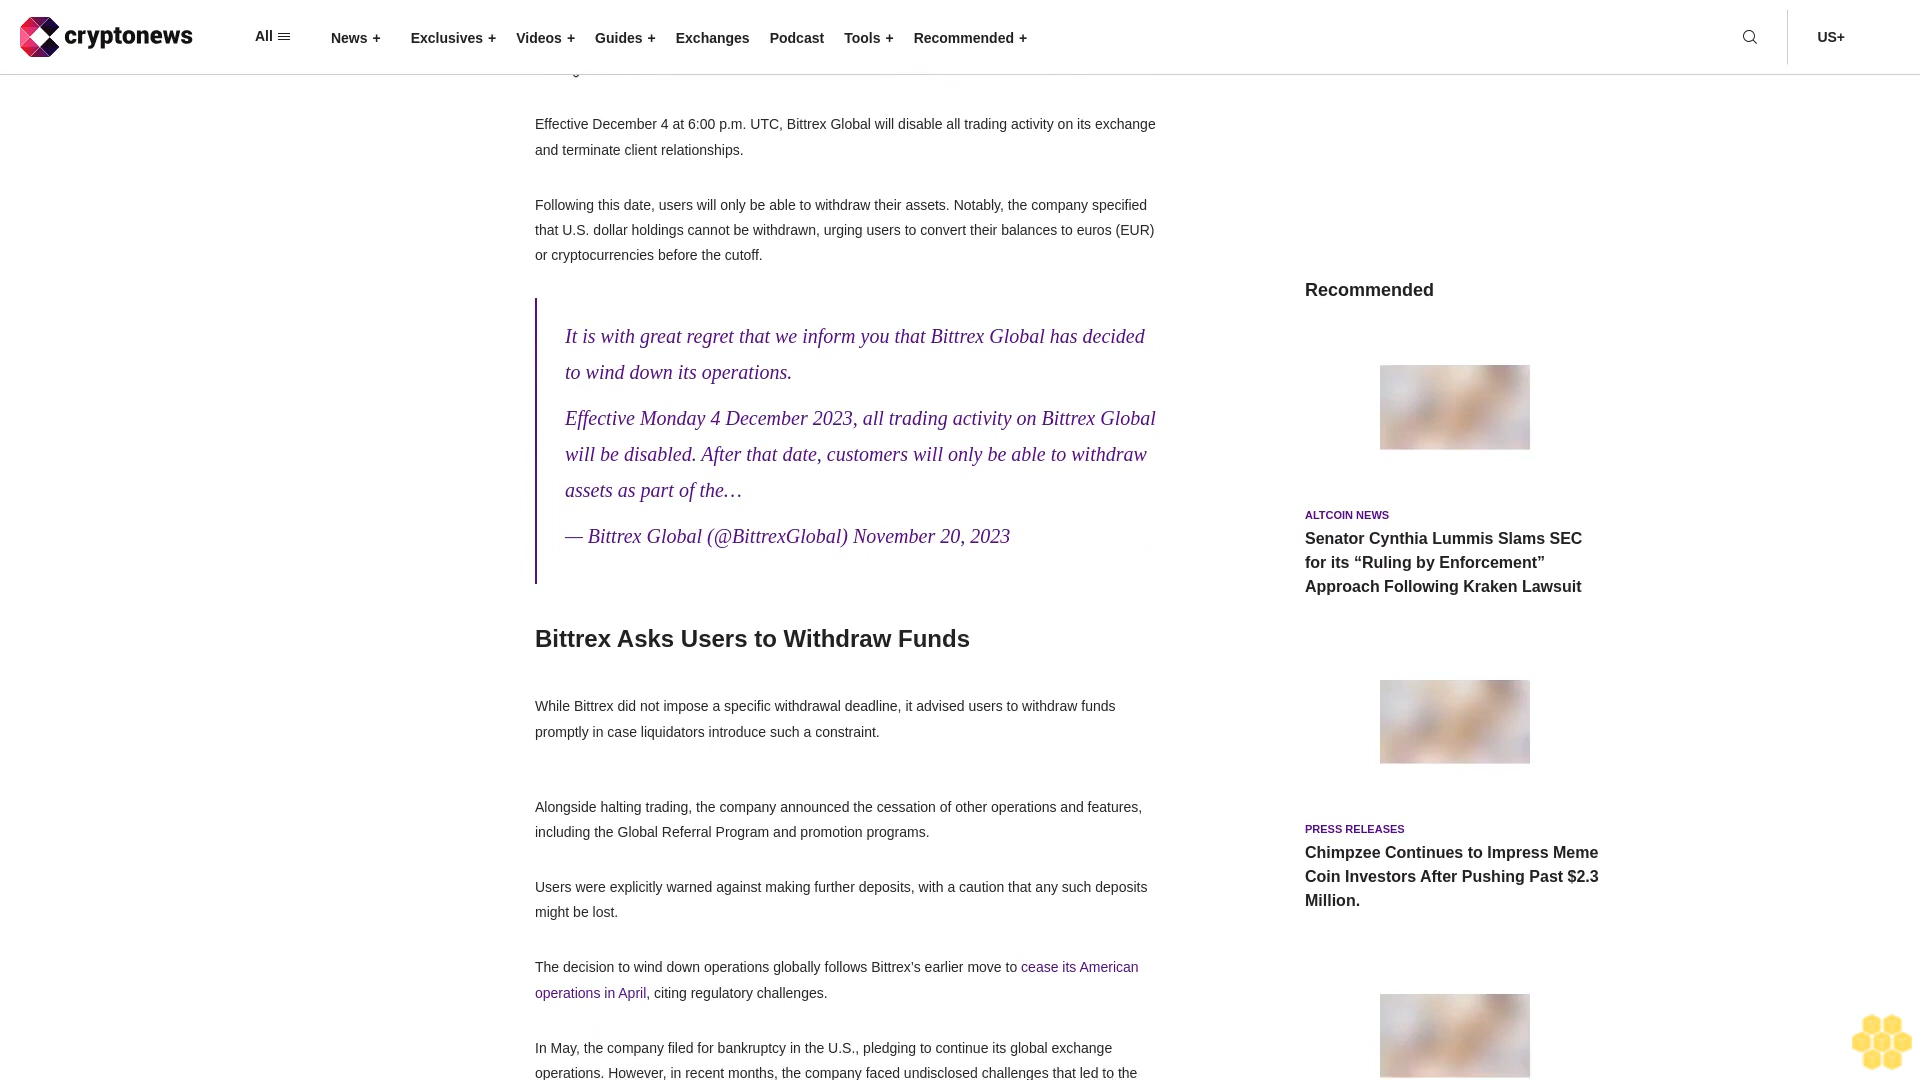 cryptonews
All
News +
Exclusives +
Videos +
Guides +
Exchanges
Podcast
Tools +
Recommended +
US+
Effective December 4 at 6:00 p.m. UTC, Bittrex Global will disable all trading activity on its exchange
and terminate client relationships.
Following this date, users will only be able to withdraw their assets. Notably, the company specified
that U.S. dollar holdings cannot be withdrawn, urging users to convert their balances to euros (EUR)
or cryptocurrencies before the cutoff.
It is with great regret that we inform you that Bittrex Global has decided
to wind down its operations.
Effective Monday 4 December 2023, all trading activity on Bittrex Global
will be disabled. After that date, customers will only be able to withdraw
assets as part of the…
— Bittrex Global (@BittrexGlobal) November 20, 2023
Bittrex Asks Users to Withdraw Funds
While Bittrex did not impose a specific withdrawal deadline, it advised users to withdraw funds
promptly in case liquidators introduce such a constraint.
Alongside halting trading, the company announced the cessation of other operations and features,
including the Global Referral Program and promotion programs.
Users were explicitly warned against making further deposits, with a caution that any such deposits
might be lost.
The decision to wind down operations globally follows Bittrex’s earlier move to cease its American
operations in April, citing regulatory challenges.
In May, the company filed for bankruptcy in the U.S., pledging to continue its global exchange
operations. However, in recent months, the company faced undisclosed challenges that led to the
Recommended
ALTCOIN NEWS
Senator Cynthia Lummis Slams SEC
for its “Ruling by Enforcement”
Approach Following Kraken Lawsuit
PRESS RELEASES
Chimpzee Continues to Impress Meme
Coin Investors After Pushing Past $2.3
Million.